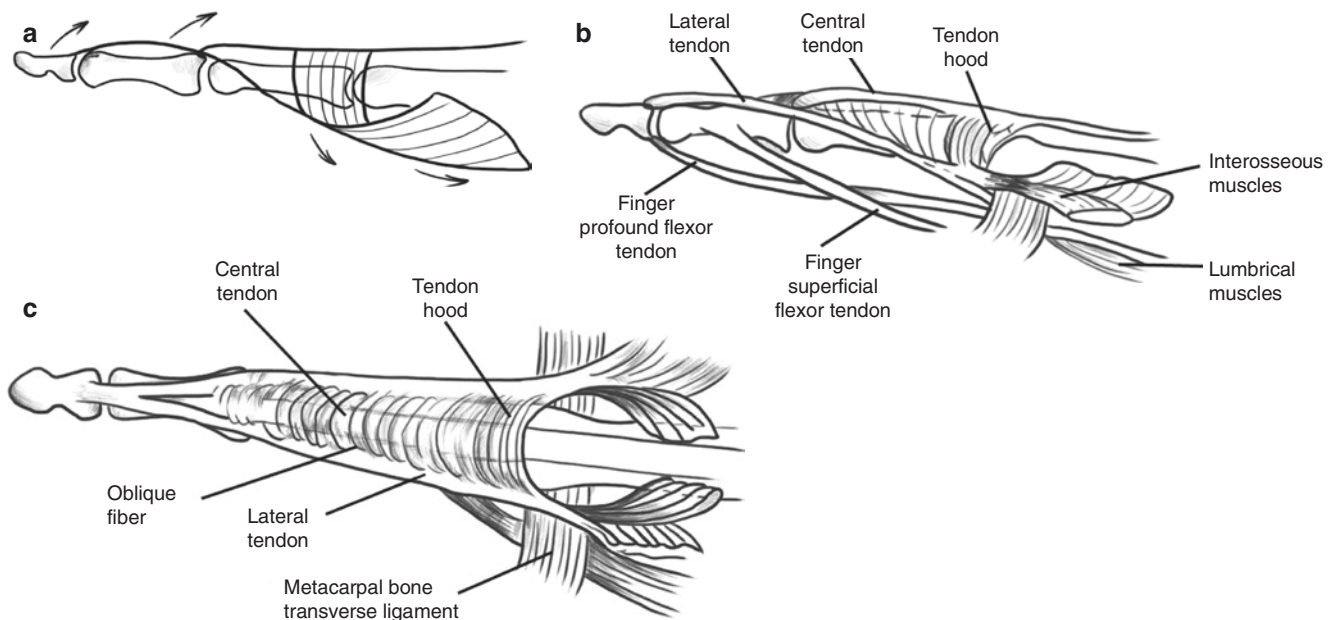 a
b
Lateral
tendon
Central
tendon
Tendon
hood
Interosseous
muscles
Finger
profound flexor
tendon
Finger
superficial
flexor tendon
Lumbrical
muscles
c
Central
tendon
Tendon
hood
Oblique
fiber
Lateral
tendon
Metacarpal bone
transverse ligament